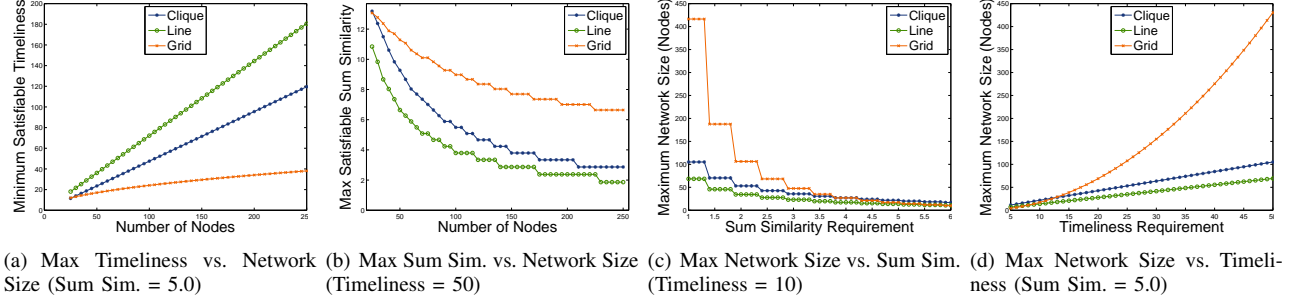 Minimum Satisfiable Timeliness
200
180
160
140
120
100
80
60
40
20
0
0 50 100 150 200 250
Number of Nodes
Clique
Line
Grid
Max Satisfiable Sum Similarity
12
10
8
6
4
2
0
50 100 150 200 250
Number of Nodes
Clique
Line
Grid
Maximum Network Size (Nodes)
450
400
350
300
250
200
150
100
50
0
1 1.5 2 2.5 3 3.5 4 4.5 5 5.5 6
Sum Similarity Requirement
Clique
Line
Grid
Maximum Network Size (Nodes)
450
400
350
300
250
200
150
100
50
0
5 10 15 20 25 30 35 40 45 50
Timeliness Requirement
Clique
Line
Grid
(a) Max Timeliness vs. Network
Size (Sum Sim. = 5.0)
(b) Max Sum Sim. vs. Network Size
(Timeliness = 50)
(c) Max Network Size vs. Sum Sim.
(Timeliness = 10)
(d) Max Network Size vs. Timeli-
ness (Sum Sim. = 5.0)